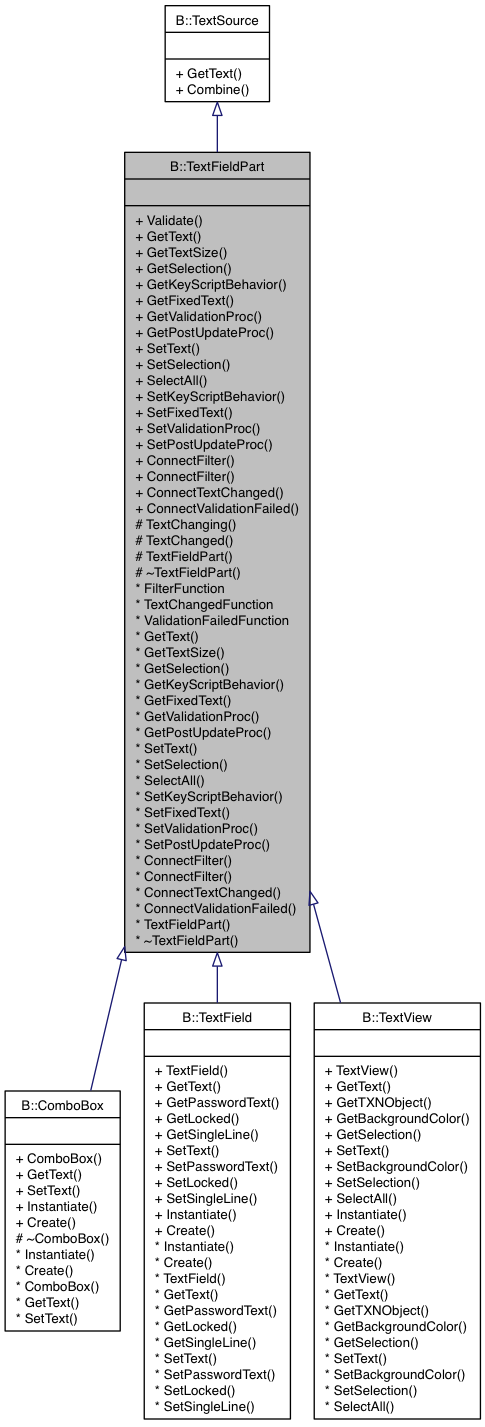 B::TextSource
+ GetText()
+ Combine()
B::TextFieldPart
+ Validate()
+ GetText()
+ GetTextSize()
+ GetSelection()
+ GetKeyScriptBehavior()
+ GetFixedText()
+ GetValidationProc()
+ GetPostUpdateProc()
+ SetText()
+ SetSelection()
+ SelectAll()
+ SetKeyScriptBehavior()
+ SetFixedText()
+ SetValidationProc()
+ SetPostUpdateProc()
+ ConnectFilter()
+ ConnectFilter()
+ ConnectTextChanged()
+ ConnectValidationFailed()
# TextChanging()
# TextChanged()
# TextFieldPart()
# ~TextFieldPart()
* FilterFunction
* TextChangedFunction
* ValidationFailedFunction
* GetText()
* GetTextSize()
* GetSelection()
* GetKeyScriptBehavior()
* GetFixedText()
* GetValidationProc()
* GetPostUpdateProc()
* SetText()
* SetSelection()
* SelectAll()
* SetKeyScriptBehavior()
* SetFixedText()
* SetValidationProc()
* SetPostUpdateProc()
* ConnectFilter()
* ConnectFilter()
* ConnectTextChanged()
* ConnectValidationFailed()
* TextFieldPart()
* ~TextFieldPart()
B::ComboBox
+ ComboBox()
+ GetText()
+ SetText()
+ Instantiate()
+ Create()
# ~ComboBox()
* Instantiate()
* Create()
* ComboBox()
* GetText()
* SetText()
B::TextField
+ TextField()
+ GetText()
+ GetPasswordText()
+ GetLocked()
+ GetSingleLine()
+ SetText()
+ SetPasswordText()
+ SetLocked()
+ SetSingleLine()
+ Instantiate()
+ Create()
* Instantiate()
* Create()
* TextField()
* GetText()
* GetPasswordText()
* GetLocked()
* GetSingleLine()
* SetText()
* SetPasswordText()
* SetLocked()
* SetSingleLine()
B::TextView
+ TextView()
+ GetText()
+ GetTXNObject()
+ GetBackgroundColor()
+ GetSelection()
+ SetText()
+ SetBackgroundColor()
+ SetSelection()
+ SelectAll()
+ Instantiate()
+ Create()
* Instantiate()
* Create()
* TextView()
* GetText()
* GetTXNObject()
* GetBackgroundColor()
* GetSelection()
* SetText()
* SetBackgroundColor()
* SetSelection()
* SelectAll()